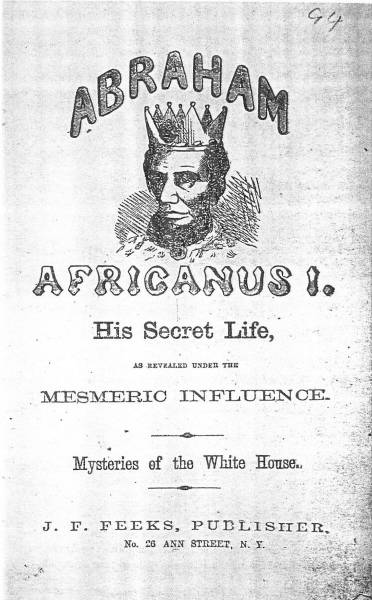 94
ABRAHAM
AFRICANUS I.
His Secret Life,
AS REVEALED UNDER THE
MESMERIC INFLUENCE.
Mysteries of the White House.
J. F. FEEKS, PUBLISHER,
No. 26 ANN STREET, N. Y.